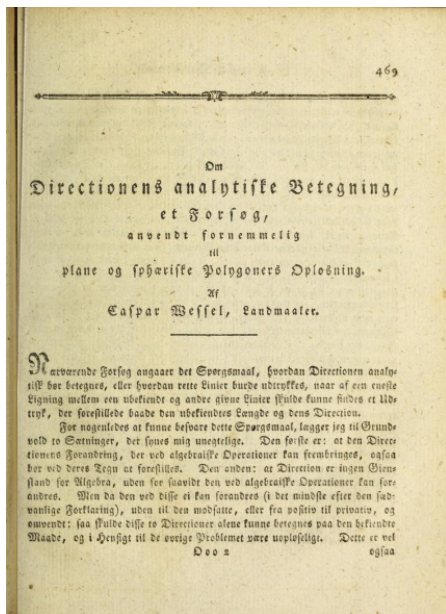 469
Om
Directionens analytiske Betegning,
et Forsøg,
anvendt fornemmelig
til
plane og sphæriske Polygoners Opløsning.
Af
Caspar Wessel, Landmaaler.
Nærværende Forsøg angaaer det Spørgsmaal, hvordan Directionen analy-
tisk bør betegnes, eller hvordan rette Linier burde udtrykkes, naar af en eneste
Ligning mellem een ubekiendt og andre givne Linier skulde kunne findes et Ud-
tryk, der forestillede baade den ubekiendtes Længde og dens Direction.
For nogenledes at kunne besvare dette Spørgsmaal, lægger jeg til Grund-
vold to Sætninger, der synes mig unegtelige. Den første er: at den Direc-
tionens Forandring, der ved algebraiske Operationer kan frembringes, ogsaa
bør ved deres Tegn at forestilles. Den anden: at Direction er ingen Gien-
stand for Algebra, uden for saavidt den ved algebraiske Operationer kan for-
andres. Men da den ved disse ei kan forandres (i det mindste efter den sæd-
vanlige Forklaring), uden til den modsatte, eller fra positiv til privativ, og
omvendt: saa skulde disse to Directioner alene kunne betegnes paa den bekiendte
Maade, og i Hensigt til de øvrige Problemet være uopløseligt. Dette er vel
Ooo 2
ogsaa